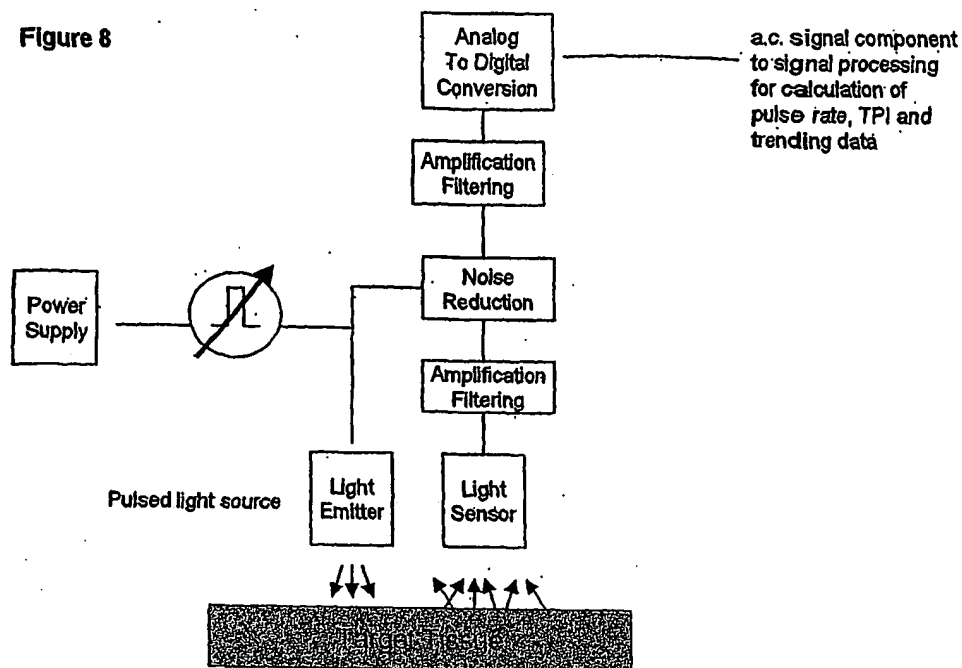 Figure 8
Analog
To Digital
Conversion
a.c. signal component
to signal processing
for calculation of
pulse rate, TPI and
trending data
Amplification
Filtering
Noise
Reduction
Power
Supply
Amplification
Filtering
Pulsed light source
Light
Emitter
Light
Sensor
Target Tissue